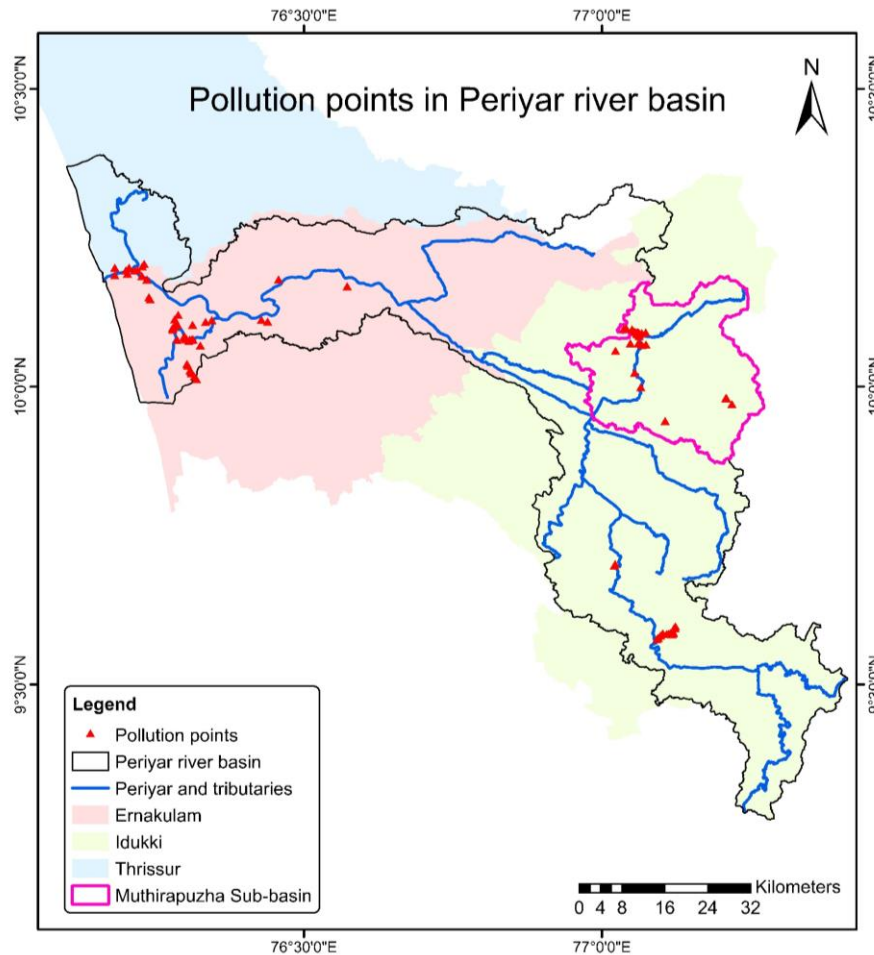 76°30'0"E 77°0'0"E
Pollution points in Periyar river basin
N
10°30'0"N 10°30'0"N
10°0'0"N 10°0'0"N
9°30'0"N 9°30'0"N
Legend
Pollution points
Periyar river basin
Periyar and tributaries
Ernakulam
Idukki
Thrissur
Muthirapuzha Sub-basin
Kilometers
0 4 8 16 24 32
76°30'0"E 77°0'0"E